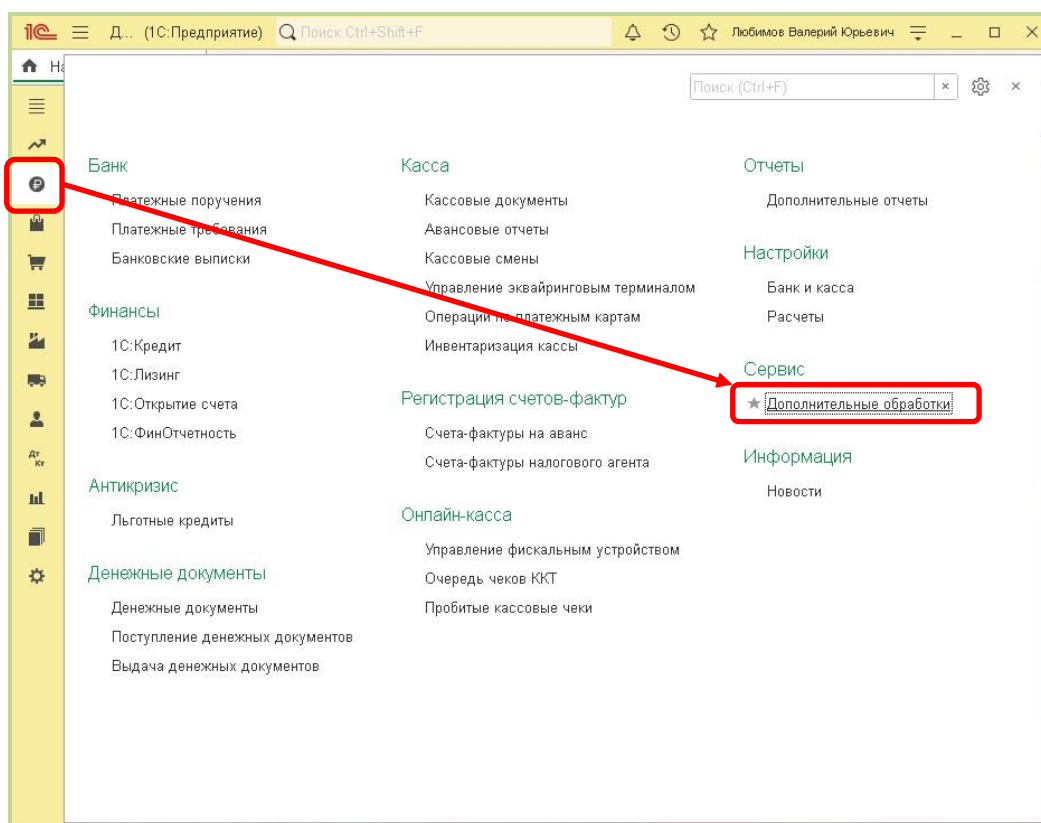 1С Д... (1С:Предприятие) Поиск Ctrl+Shift+F Любимов Валерий Юрьевич
На
Поиск (Ctrl+F)
Банк
Платежные поручения
Платежные требования
Банковские выписки
Финансы
1С:Кредит
1С:Лизинг
1С:Открытие счета
1С:ФинОтчетность
Антикризис
Льготные кредиты
Денежные документы
Денежные документы
Поступление денежных документов
Выдача денежных документов
Касса
Кассовые документы
Авансовые отчеты
Кассовые смены
Управление эквайринговым терминалом
Операции по платежным картам
Инвентаризация кассы
Регистрация счетов-фактур
Счета-фактуры на аванс
Счета-фактуры налогового агента
Онлайн-касса
Управление фискальным устройством
Очередь чеков ККТ
Пробитые кассовые чеки
Отчеты
Дополнительные отчеты
Настройки
Банк и касса
Расчеты
Сервис
Дополнительные обработки
Информация
Новости
Дт
Кт